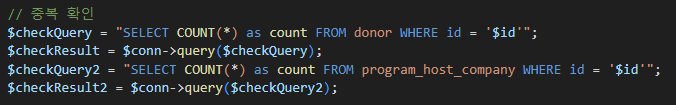 // 중복 확인
$checkQuery = "SELECT COUNT(*) as count FROM donor WHERE id = '$id'";
$checkResult = $conn->query($checkQuery);
$checkQuery2 = "SELECT COUNT(*) as count FROM program_host_company WHERE id = '$id'";
$checkResult2 = $conn->query($checkQuery2);